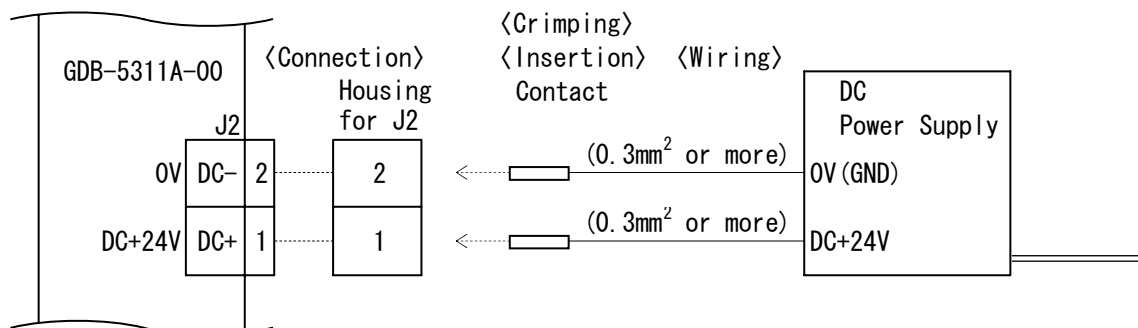 〈Crimping〉
GDB-5311A-00 〈Connection〉 〈Insertion〉 〈Wiring〉
Housing Contact DC
J2 for J2 Power Supply
0V DC- 2 2 (0.3mm² or more) 0V(GND)
DC+24V DC+ 1 1 (0.3mm² or more) DC+24V